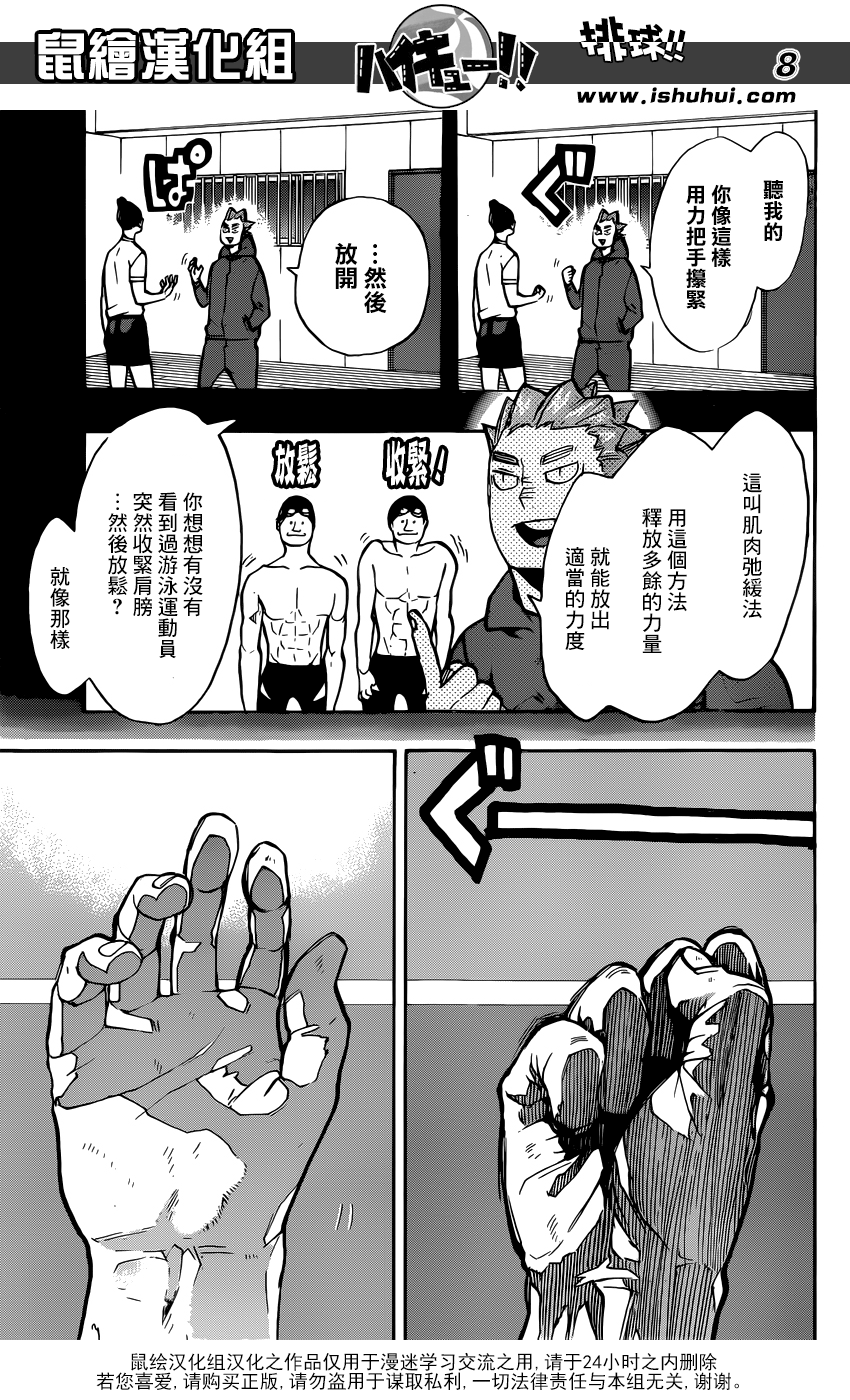 鼠繪漢化組
ハイキュー!!
排球!!
8
www.ishuhui.com
聽我的
你像這樣
用力把手攥緊
ぐ
…然後
放開
ぱ
這叫肌肉弛緩法
用這個方法
釋放多餘的力量
就能放出
適當的力度
收緊!
放鬆
你想想有沒有
看到過游泳運動員
突然收緊肩膀
…然後放鬆?
就像那樣
ぐー
鼠绘汉化组汉化之作品仅用于漫迷学习交流之用, 请于24小时之内删除
若您喜爱, 请购买正版, 请勿盗用于谋取私利, 一切法律责任与本组无关, 谢谢。